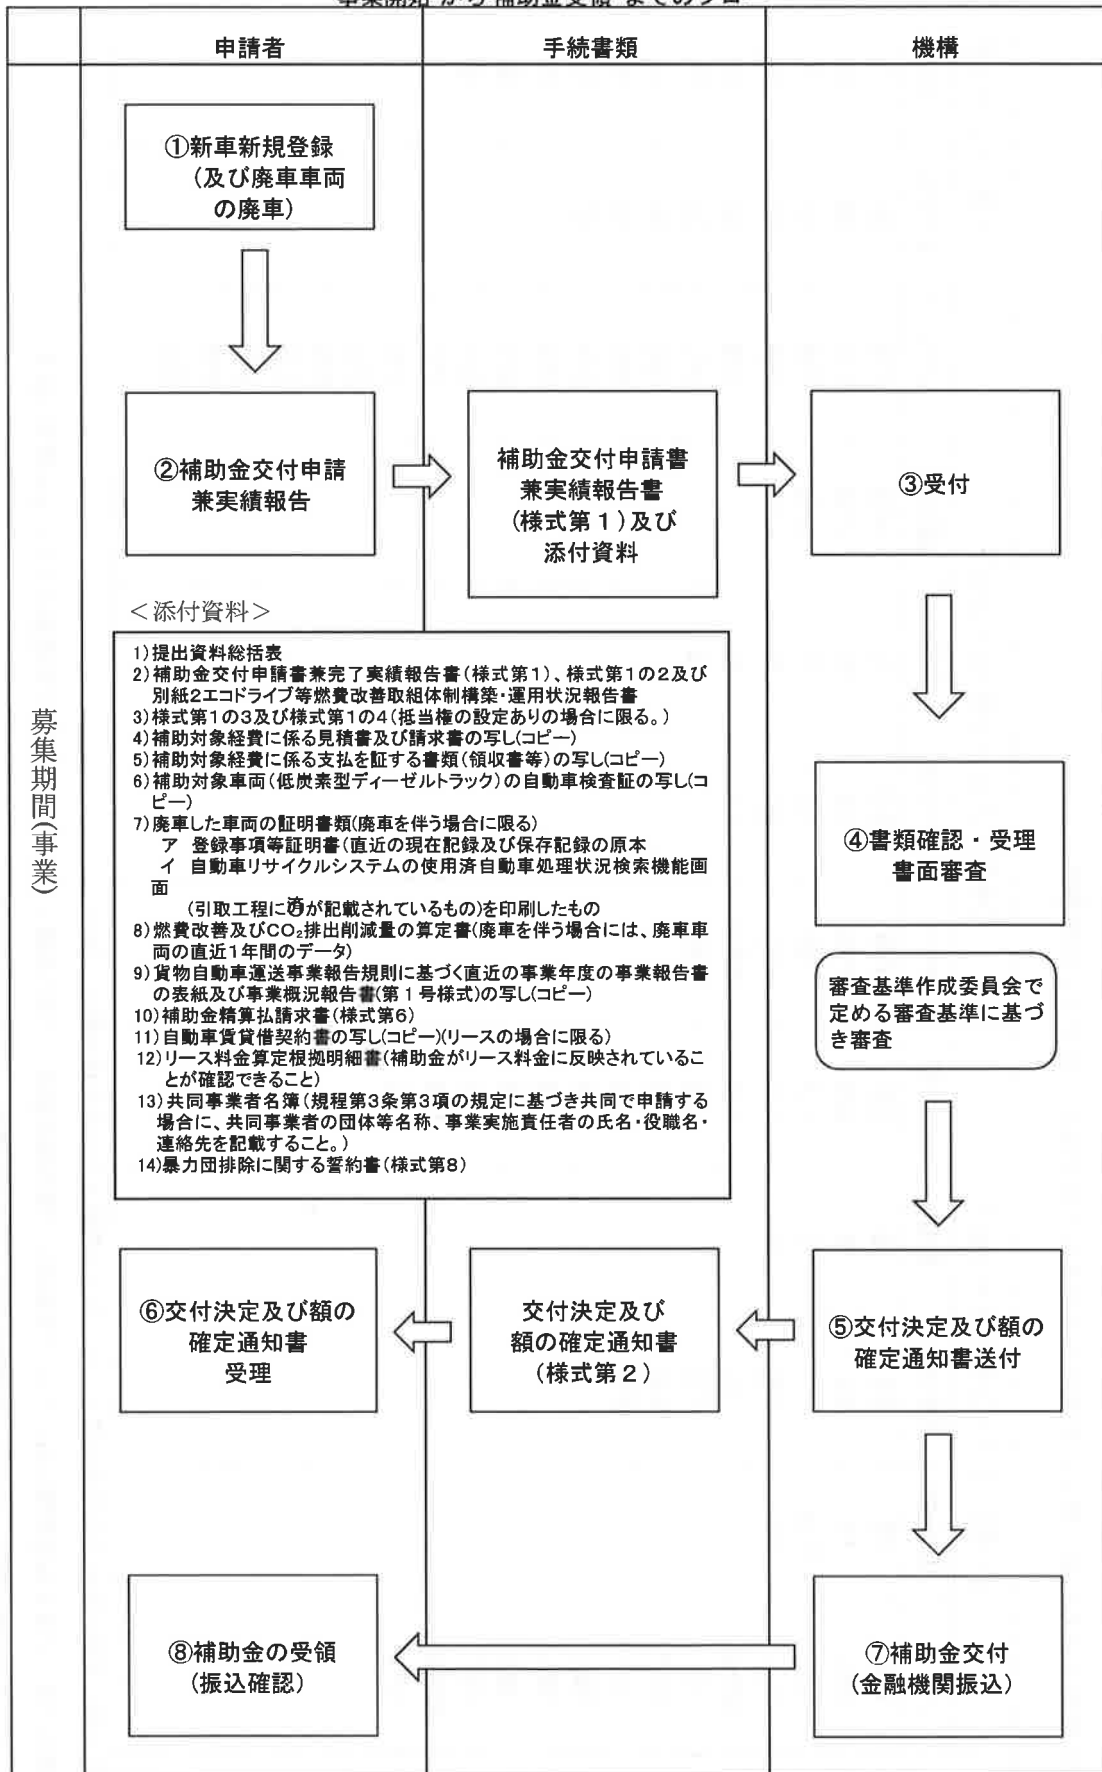 事業開始 から 補助金受領 までのフロー
申請者
手続書類
機構
①新車新規登録
(及び廃車車両
の廃車)
②補助金交付申請
兼実績報告
補助金交付申請書
兼実績報告書
(様式第1)及び
添付資料
③受付
＜添付資料＞
1)提出資料総括表
2)補助金交付申請書兼完了実績報告書(様式第1)、様式第1の2及び
別紙2エコドライブ等燃費改善取組体制構築・運用状況報告書
3)様式第1の3及び様式第1の4(抵当権の設定ありの場合に限る。)
4)補助対象経費に係る見積書及び請求書の写し(コピー)
5)補助対象経費に係る支払を証する書類(領収書等)の写し(コピー)
6)補助対象車両(低炭素型ディーゼルトラック)の自動車検査証の写し(コ
ピー)
7)廃車した車両の証明書類(廃車を伴う場合に限る)
ア 登録事項等証明書(直近の現在記録及び保存記録の原本
イ 自動車リサイクルシステムの使用済自動車処理状況検索機能画
面
(引取工程に済が記載されているもの)を印刷したもの
8)燃費改善及びCO₂排出削減量の算定書(廃車を伴う場合には、廃車車
両の直近1年間のデータ)
9)貨物自動車運送事業報告規則に基づく直近の事業年度の事業報告書
の表紙及び事業概況報告書(第1号様式)の写し(コピー)
10)補助金精算払請求書(様式第6)
11)自動車賃貸借契約書の写し(コピー)(リースの場合に限る)
12)リース料金算定根拠明細書(補助金がリース料金に反映されているこ
とが確認できること)
13)共同事業者名簿(規程第3条第3項の規定に基づき共同で申請する
場合に、共同事業者の団体等名称、事業実施責任者の氏名・役職名・
連絡先を記載すること。)
14)暴力団排除に関する誓約書(様式第8)
募集期間(事業)
④書類確認・受理
書面審査
審査基準作成委員会で
定める審査基準に基づ
き審査
⑥交付決定及び額の
確定通知書
受理
交付決定及び
額の確定通知書
(様式第2)
⑤交付決定及び額の
確定通知書送付
⑧補助金の受領
(振込確認)
⑦補助金交付
(金融機関振込)